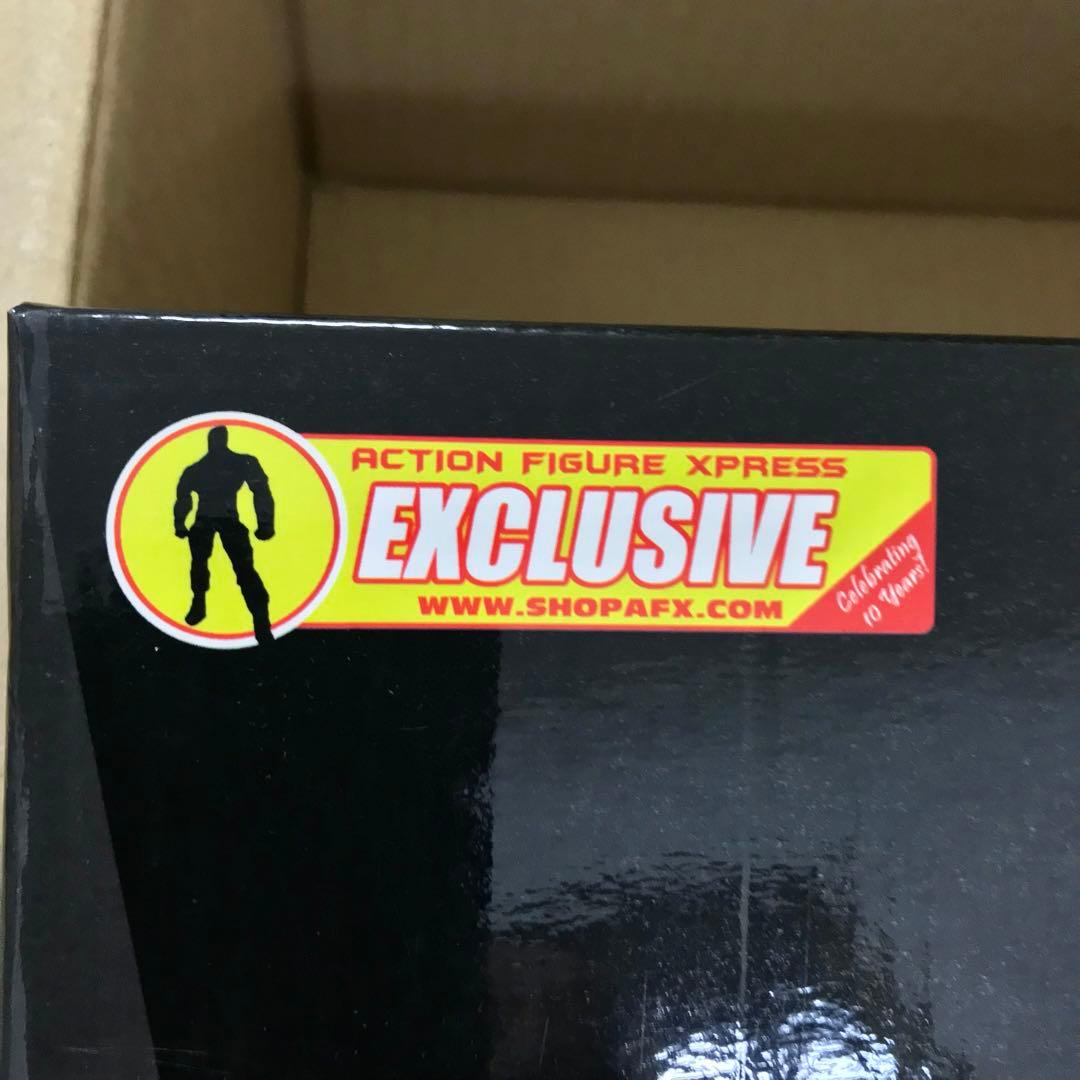 ACTION FIGURE XPRESS
EXCLUSIVE
WWW.SHOPAFX.COM
Celebrating
10 Years!